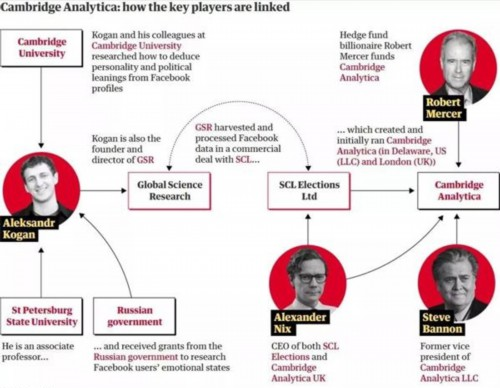 Cambridge Analytica: how the key players are linked
Cambridge
University
Kogan and his colleagues at
Cambridge University
researched how to deduce
personality and political
leanings from Facebook
profiles
Hedge fund
billionaire Robert
Mercer funds
Cambridge
Analytica
Robert
Mercer
Kogan is also the
founder and
director of GSR
GSR harvested and
processed Facebook
data in a commercial
deal with SCL...
... which created and
initially ran Cambridge
Analytica (in Delaware, US
(LLC) and London (UK))
Aleksandr
Kogan
Global Science
Research
SCL Elections
Ltd
Cambridge
Analytica
St Petersburg
State University
Russian
government
Alexander
Nix
Steve
Bannon
He is an associate
professor...
... and received grants from the
Russian government to research
Facebook users' emotional states
CEO of both SCL
Elections and
Cambridge
Analytica UK
Former vice
president of
Cambridge
Analytica LLC